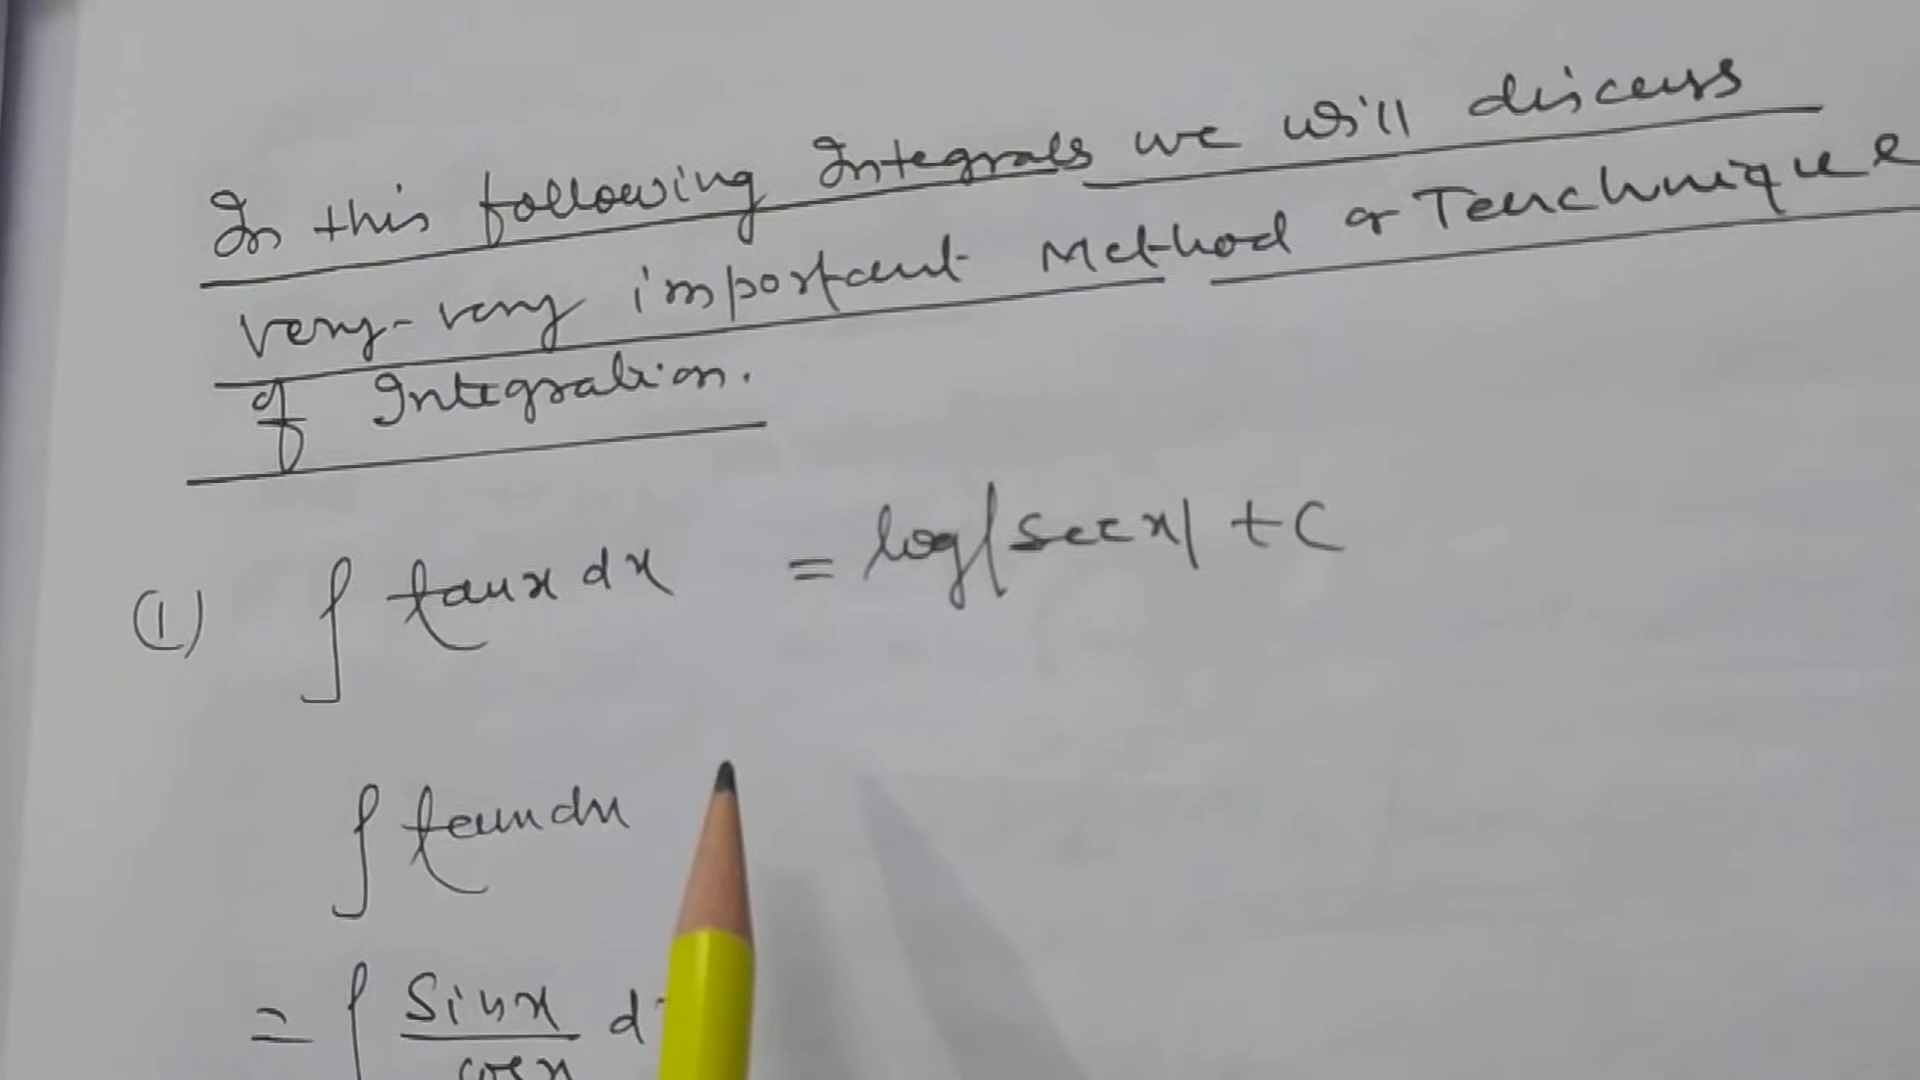 In this following Integrals we will discuss
very-very important Method or Teuchnique
of Integration.
(1) ∫ tanx dx = log|secx| + C
∫ tanx dx
= ∫ Sinx/cosx d